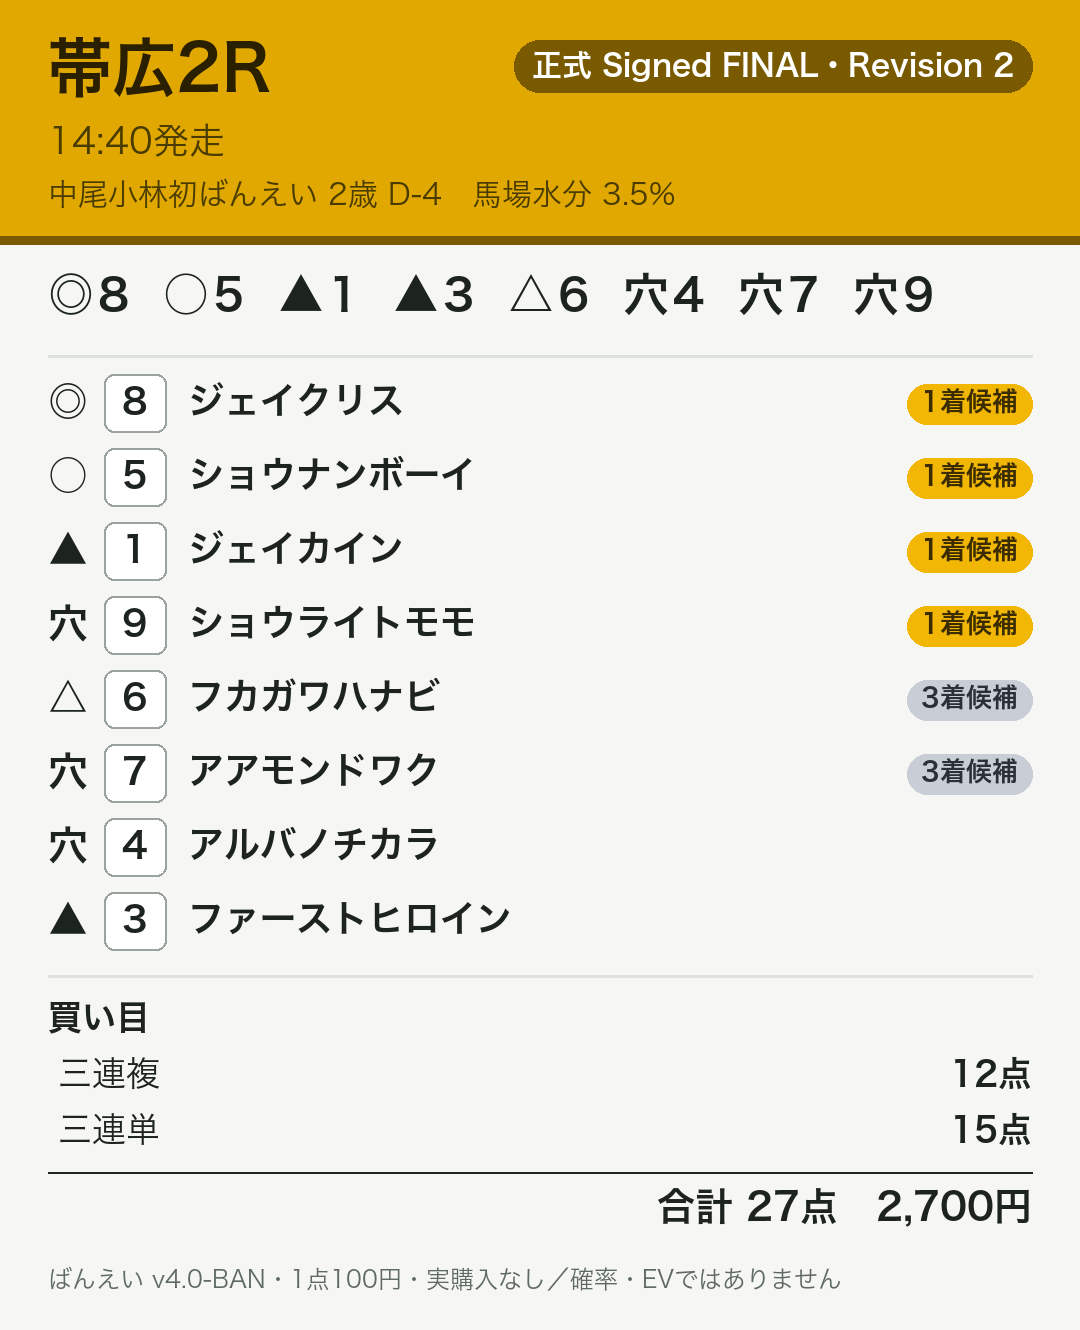 帯広2R
正式 Signed FINAL・Revision 2
14:40発走
中尾小林初ばんえい 2歳 D-4　馬場水分 3.5%
◎8 ○5 ▲1 ▲3 △6 穴4 穴7 穴9
◎ 8 ジェイクリス 1着候補
○ 5 ショウナンボーイ 1着候補
▲ 1 ジェイカイン 1着候補
穴 9 ショウライトモモ 1着候補
△ 6 フカガワハナビ 3着候補
穴 7 アアモンドワク 3着候補
穴 4 アルバノチカラ
▲ 3 ファーストヒロイン
買い目
三連複 12点
三連単 15点
合計 27点　2,700円
ばんえい v4.0-BAN・1点100円・実購入なし／確率・EVではありません